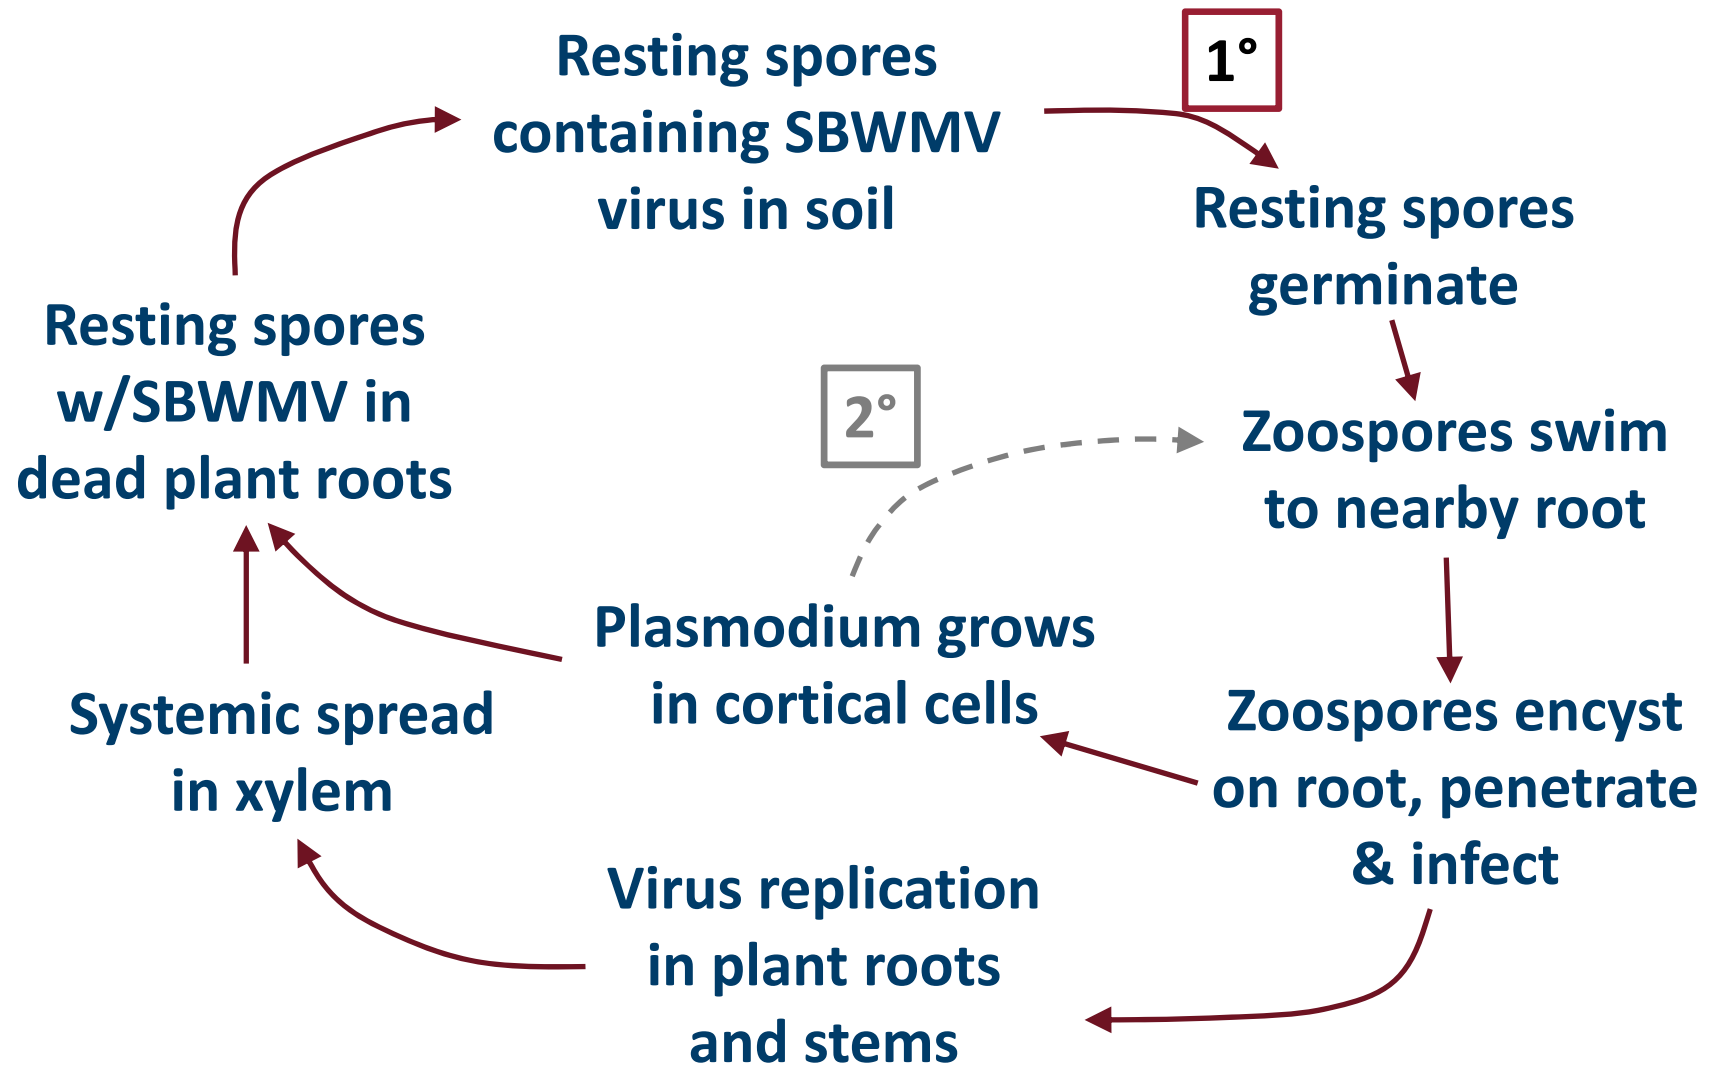 Resting spores
containing SBWMV
virus in soil
1°
Resting spores
germinate
Zoospores swim
to nearby root
Zoospores encyst
on root, penetrate
& infect
2°
Plasmodium grows
in cortical cells
Virus replication
in plant roots
and stems
Systemic spread
in xylem
Resting spores
w/SBWMV in
dead plant roots